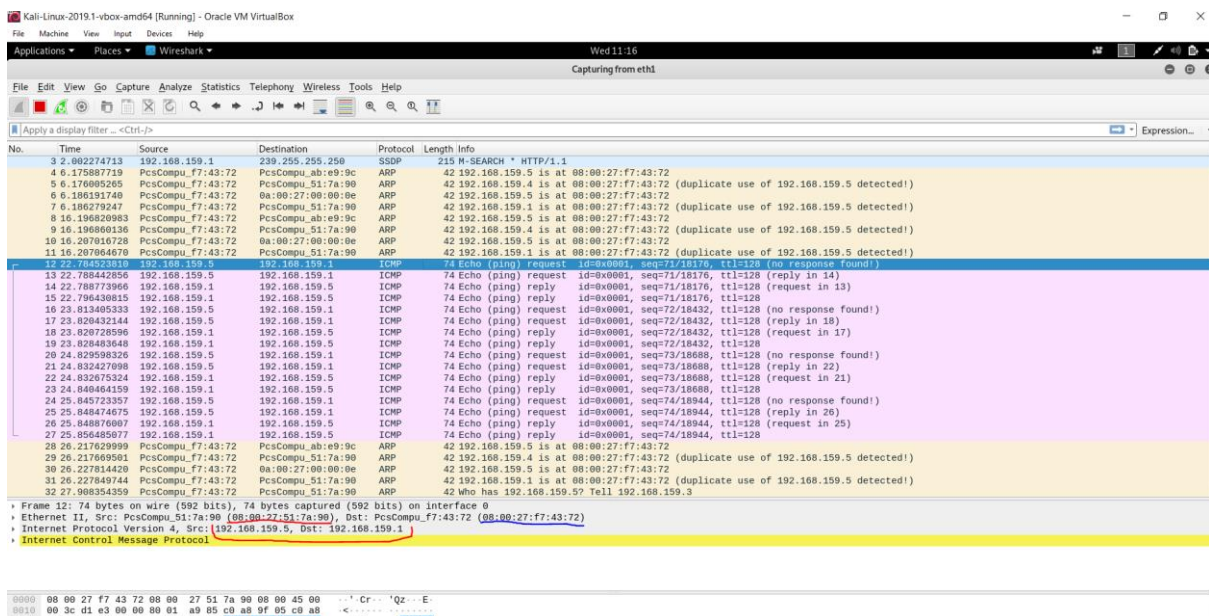 Kali-Linux-2019.1-vbox-amd64 [Running] - Oracle VM VirtualBox
File Machine View Input Devices Help
Applications Places Wireshark Wed 11:16 1
Capturing from eth1
File Edit View Go Capture Analyze Statistics Telephony Wireless Tools Help
Apply a display filter ... <Ctrl-/> Expression...
No. Time Source Destination Protocol Length Info
3 2.002274713 192.168.159.1 239.255.255.250 SSDP 215 M-SEARCH * HTTP/1.1
4 6.175887719 PcsCompu_f7:43:72 PcsCompu_ab:e9:9c ARP 42 192.168.159.5 is at 08:00:27:f7:43:72
5 6.176005265 PcsCompu_f7:43:72 PcsCompu_51:7a:90 ARP 42 192.168.159.4 is at 08:00:27:f7:43:72 (duplicate use of 192.168.159.5 detected!)
6 6.186191740 PcsCompu_f7:43:72 0a:00:27:00:00:0e ARP 42 192.168.159.5 is at 08:00:27:f7:43:72
7 6.186279247 PcsCompu_f7:43:72 PcsCompu_51:7a:90 ARP 42 192.168.159.1 is at 08:00:27:f7:43:72 (duplicate use of 192.168.159.5 detected!)
8 16.196820983 PcsCompu_f7:43:72 PcsCompu_ab:e9:9c ARP 42 192.168.159.5 is at 08:00:27:f7:43:72
9 16.196860136 PcsCompu_f7:43:72 PcsCompu_51:7a:90 ARP 42 192.168.159.4 is at 08:00:27:f7:43:72 (duplicate use of 192.168.159.5 detected!)
10 16.207016728 PcsCompu_f7:43:72 0a:00:27:00:00:0e ARP 42 192.168.159.5 is at 08:00:27:f7:43:72
11 16.207064670 PcsCompu_f7:43:72 PcsCompu_51:7a:90 ARP 42 192.168.159.1 is at 08:00:27:f7:43:72 (duplicate use of 192.168.159.5 detected!)
12 22.784523810 192.168.159.5 192.168.159.1 ICMP 74 Echo (ping) request id=0x0001, seq=71/18176, ttl=128 (no response found!)
13 22.788442856 192.168.159.5 192.168.159.1 ICMP 74 Echo (ping) request id=0x0001, seq=71/18176, ttl=128 (reply in 14)
14 22.788773966 192.168.159.1 192.168.159.5 ICMP 74 Echo (ping) reply id=0x0001, seq=71/18176, ttl=128 (request in 13)
15 22.796430815 192.168.159.1 192.168.159.5 ICMP 74 Echo (ping) reply id=0x0001, seq=71/18176, ttl=128
16 23.813405333 192.168.159.5 192.168.159.1 ICMP 74 Echo (ping) request id=0x0001, seq=72/18432, ttl=128 (no response found!)
17 23.820432144 192.168.159.5 192.168.159.1 ICMP 74 Echo (ping) request id=0x0001, seq=72/18432, ttl=128 (reply in 18)
18 23.820728596 192.168.159.1 192.168.159.5 ICMP 74 Echo (ping) reply id=0x0001, seq=72/18432, ttl=128 (request in 17)
19 23.828483648 192.168.159.1 192.168.159.5 ICMP 74 Echo (ping) reply id=0x0001, seq=72/18432, ttl=128
20 24.829598326 192.168.159.5 192.168.159.1 ICMP 74 Echo (ping) request id=0x0001, seq=73/18688, ttl=128 (no response found!)
21 24.832427098 192.168.159.5 192.168.159.1 ICMP 74 Echo (ping) request id=0x0001, seq=73/18688, ttl=128 (reply in 22)
22 24.832675324 192.168.159.1 192.168.159.5 ICMP 74 Echo (ping) reply id=0x0001, seq=73/18688, ttl=128 (request in 21)
23 24.840464159 192.168.159.1 192.168.159.5 ICMP 74 Echo (ping) reply id=0x0001, seq=73/18688, ttl=128
24 25.845723357 192.168.159.5 192.168.159.1 ICMP 74 Echo (ping) request id=0x0001, seq=74/18944, ttl=128 (no response found!)
25 25.848474675 192.168.159.5 192.168.159.1 ICMP 74 Echo (ping) request id=0x0001, seq=74/18944, ttl=128 (reply in 26)
26 25.848876007 192.168.159.1 192.168.159.5 ICMP 74 Echo (ping) reply id=0x0001, seq=74/18944, ttl=128 (request in 25)
27 25.856485077 192.168.159.1 192.168.159.5 ICMP 74 Echo (ping) reply id=0x0001, seq=74/18944, ttl=128
28 26.217629999 PcsCompu_f7:43:72 PcsCompu_ab:e9:9c ARP 42 192.168.159.5 is at 08:00:27:f7:43:72
29 26.217669501 PcsCompu_f7:43:72 PcsCompu_51:7a:90 ARP 42 192.168.159.4 is at 08:00:27:f7:43:72 (duplicate use of 192.168.159.5 detected!)
30 26.227814420 PcsCompu_f7:43:72 0a:00:27:00:00:0e ARP 42 192.168.159.5 is at 08:00:27:f7:43:72
31 26.227849744 PcsCompu_f7:43:72 PcsCompu_51:7a:90 ARP 42 192.168.159.1 is at 08:00:27:f7:43:72 (duplicate use of 192.168.159.5 detected!)
32 27.908354359 PcsCompu_f7:43:72 PcsCompu_51:7a:90 ARP 42 Who has 192.168.159.5? Tell 192.168.159.3
Frame 12: 74 bytes on wire (592 bits), 74 bytes captured (592 bits) on interface 0
Ethernet II, Src: PcsCompu_51:7a:90 (08:00:27:51:7a:90), Dst: PcsCompu_f7:43:72 (08:00:27:f7:43:72)
Internet Protocol Version 4, Src: 192.168.159.5, Dst: 192.168.159.1
Internet Control Message Protocol
0000 08 00 27 f7 43 72 08 00 27 51 7a 90 08 00 45 00 ··'·Cr·· 'Qz···E·
0010 00 3c d1 e3 00 00 80 01 a9 85 c0 a8 9f 05 c0 a8 ·<······ ········